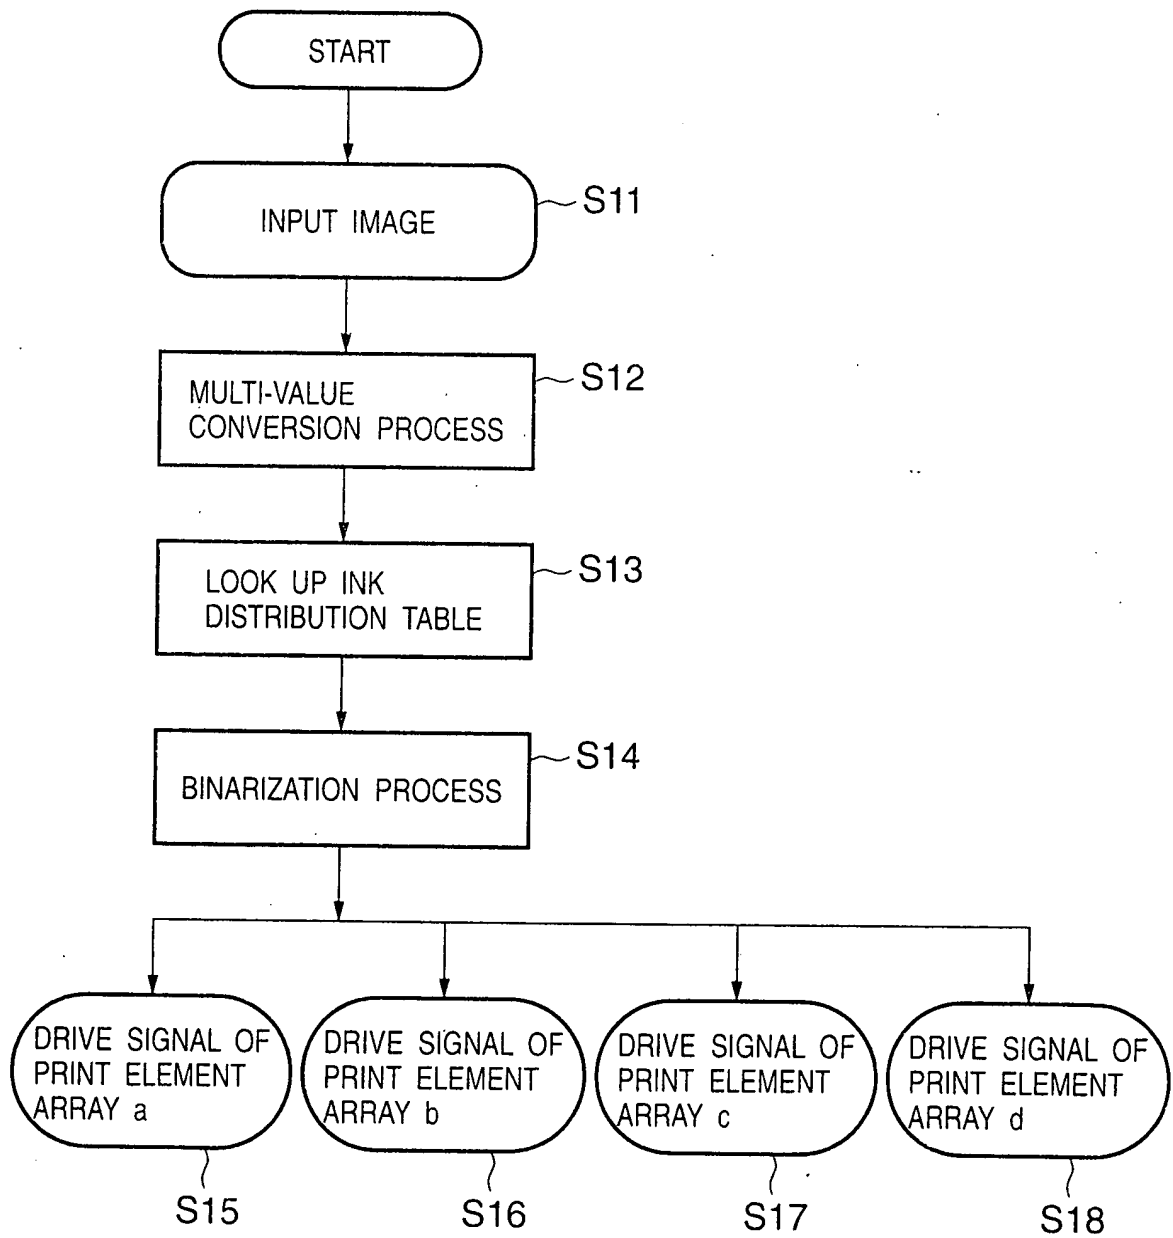 START
INPUT IMAGE
S11
MULTI-VALUE
CONVERSION PROCESS
S12
LOOK UP INK
DISTRIBUTION TABLE
S13
BINARIZATION PROCESS
S14
DRIVE SIGNAL OF
PRINT ELEMENT
ARRAY a
S15
DRIVE SIGNAL OF
PRINT ELEMENT
ARRAY b
S16
DRIVE SIGNAL OF
PRINT ELEMENT
ARRAY c
S17
DRIVE SIGNAL OF
PRINT ELEMENT
ARRAY d
S18